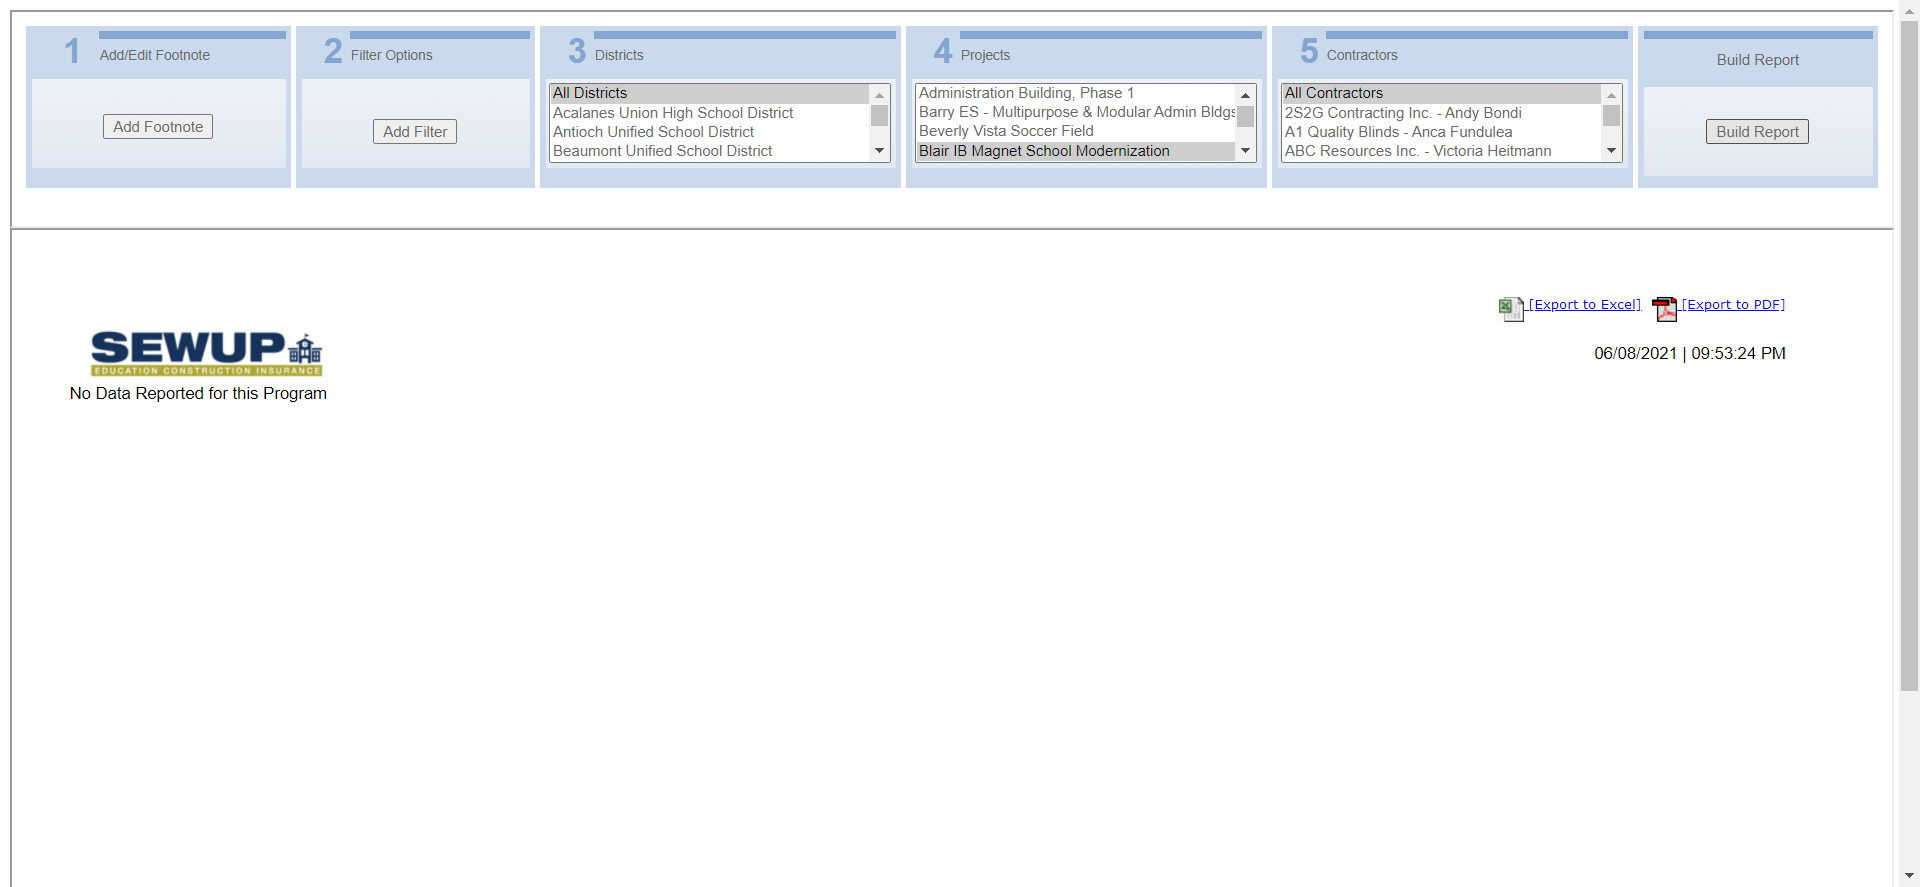 1 Add/Edit Footnote
Add Footnote
2 Filter Options
Add Filter
3 Districts
All Districts
Acalanes Union High School District
Antioch Unified School District
Beaumont Unified School District
4 Projects
Administration Building, Phase 1
Barry ES - Multipurpose & Modular Admin Bldgs
Beverly Vista Soccer Field
Blair IB Magnet School Modernization
5 Contractors
All Contractors
2S2G Contracting Inc. - Andy Bondi
A1 Quality Blinds - Anca Fundulea
ABC Resources Inc. - Victoria Heitmann
Build Report
Build Report
[Export to Excel] [Export to PDF]
06/08/2021 | 09:53:24 PM
SEWUP
EDUCATION CONSTRUCTION INSURANCE
No Data Reported for this Program